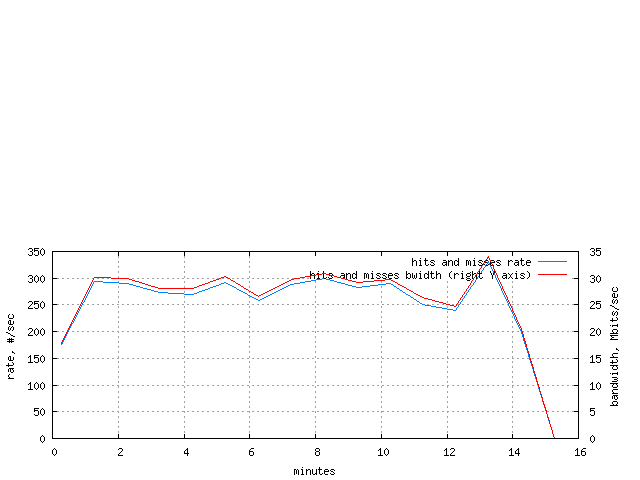 350
300
250
200
150
100
50
0
rate, #/sec
35
30
25
20
15
10
5
0
bandwidth, Mbits/sec
hits and misses rate
hits and misses bwidth (right Y axis)
0 2 4 6 8 10 12 14 16
minutes